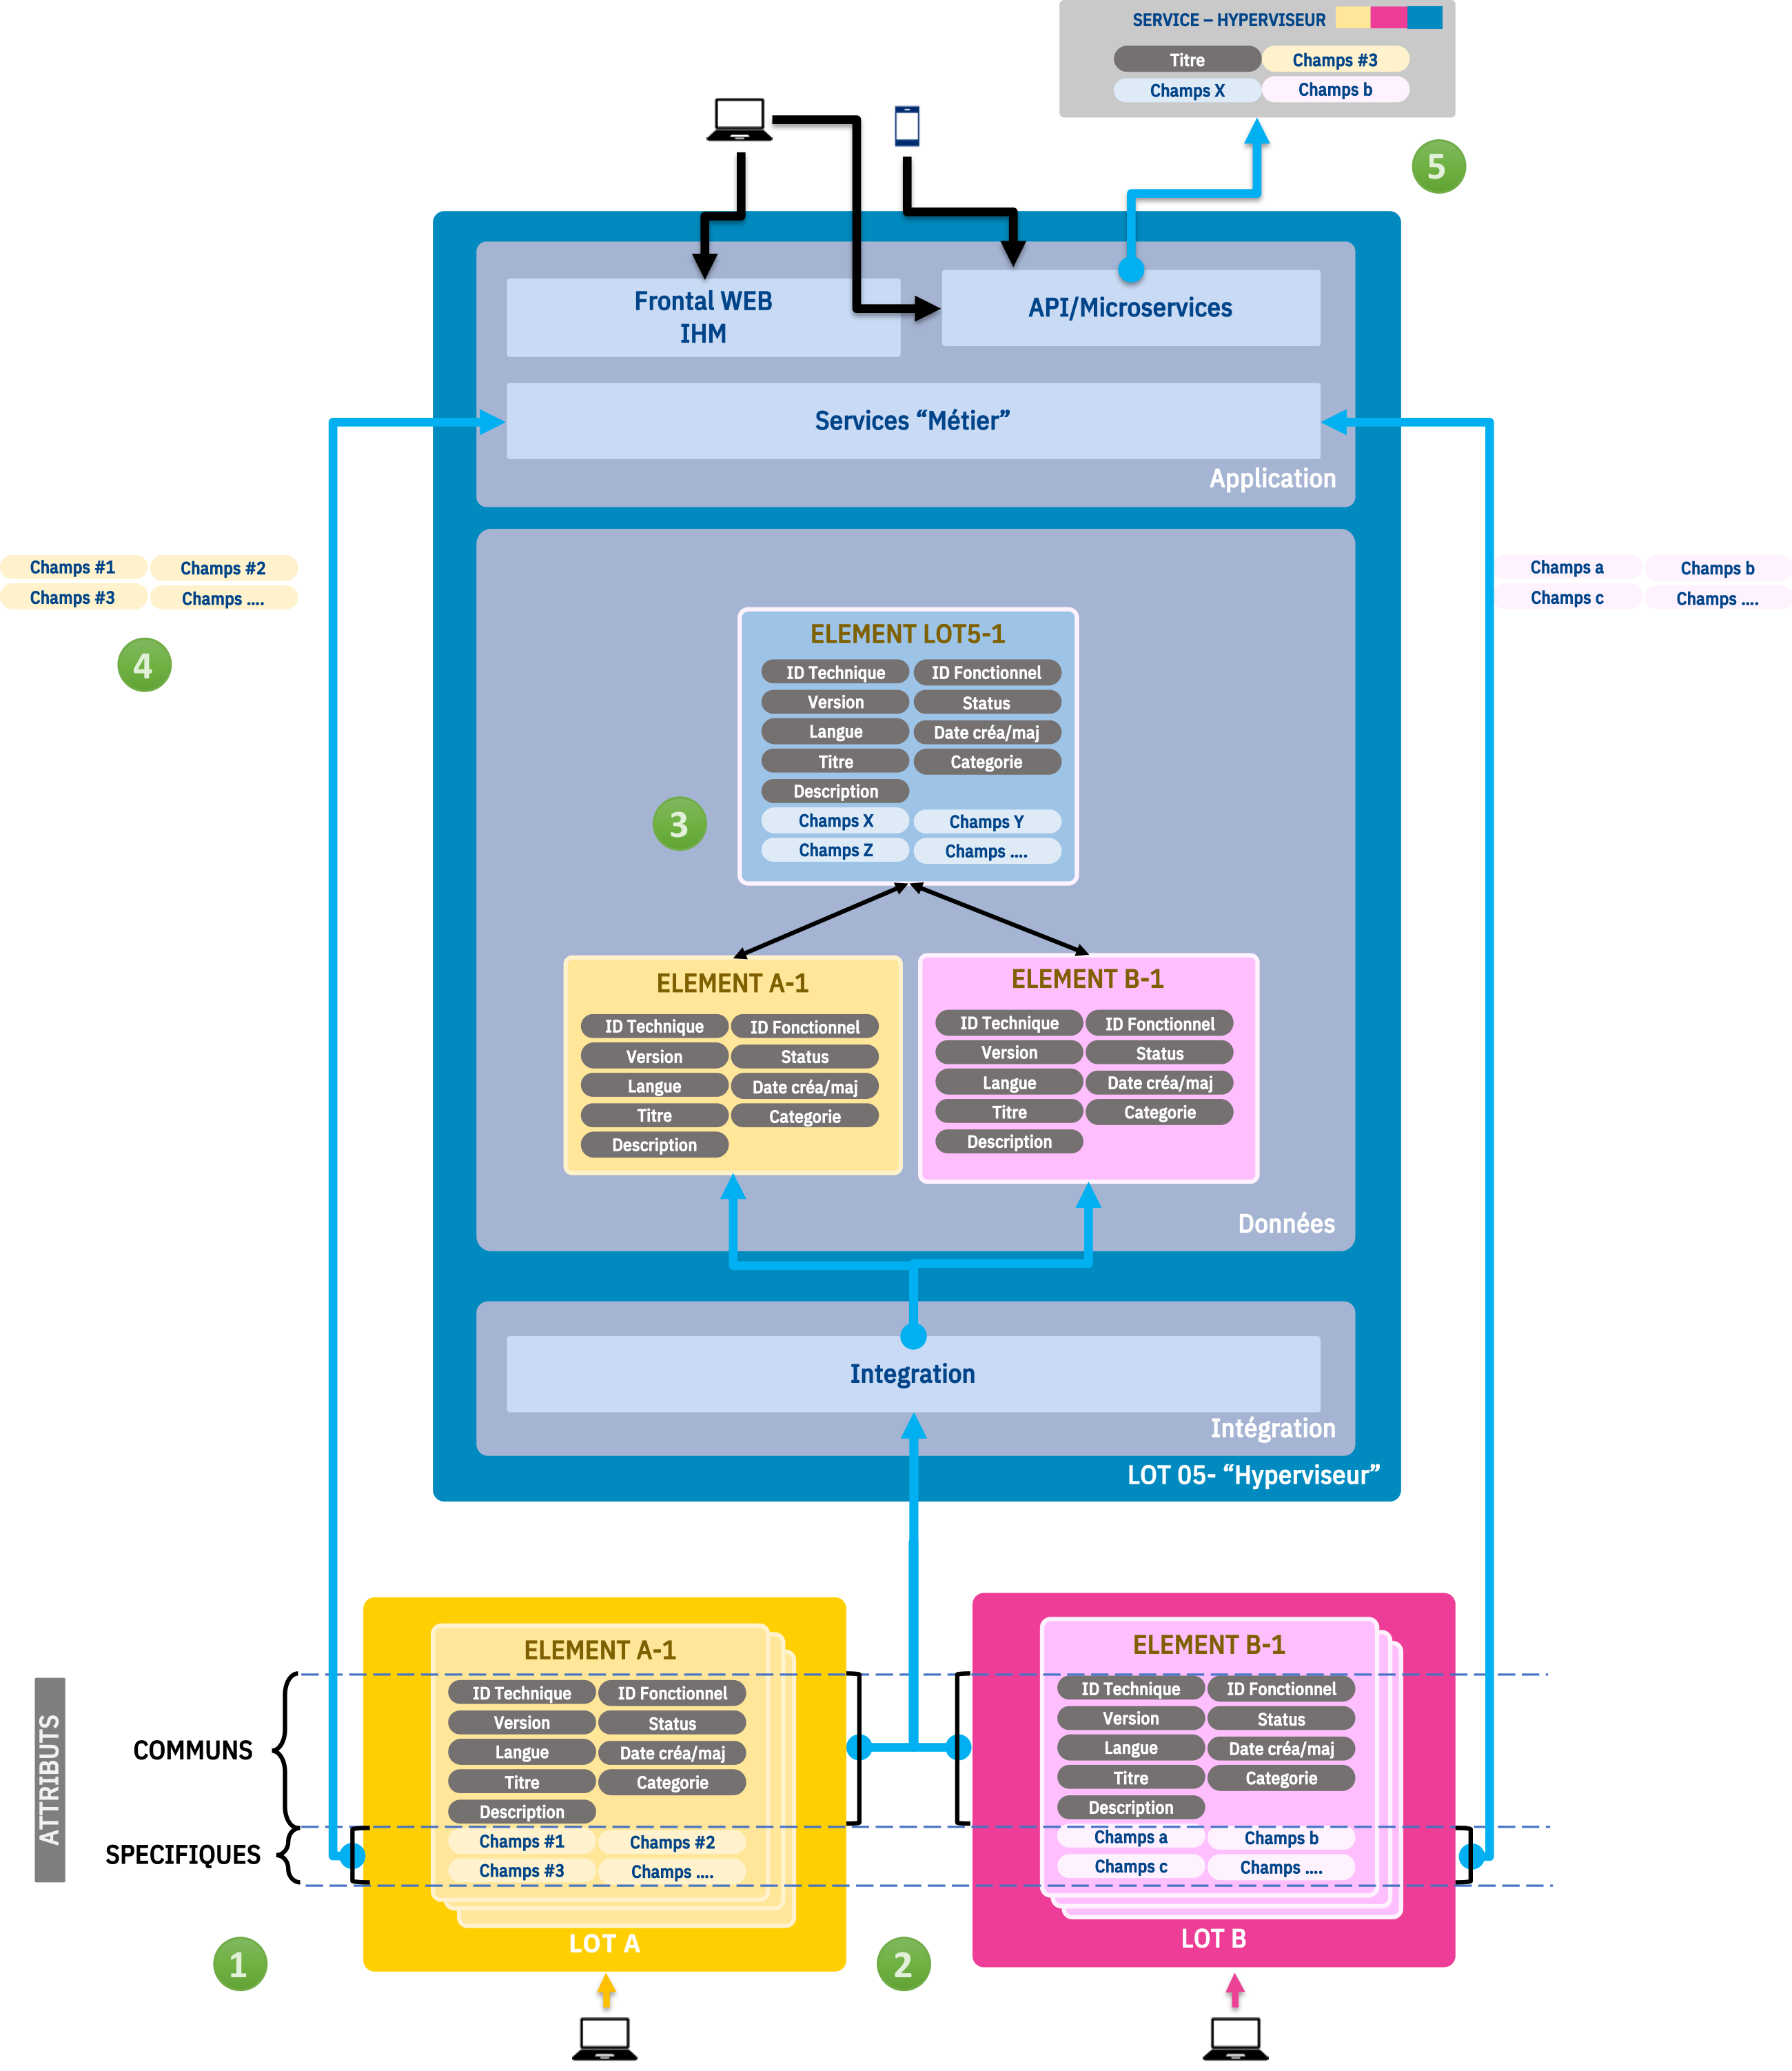 SERVICE – HYPERVISEUR
Titre
Champs #3
Champs X
Champs b
5
Frontal WEB
IHM
API/Microservices
Services “Métier”
Application
Champs #1
Champs #2
Champs #3
Champs ....
4
Champs a
Champs b
Champs c
Champs ....
ELEMENT LOT5-1
ID Technique
ID Fonctionnel
Version
Status
Langue
Date créa/maj
Titre
Categorie
Description
Champs X
Champs Y
Champs Z
Champs ....
3
ELEMENT A-1
ID Technique
ID Fonctionnel
Version
Status
Langue
Date créa/maj
Titre
Categorie
Description
ELEMENT B-1
ID Technique
ID Fonctionnel
Version
Status
Langue
Date créa/maj
Titre
Categorie
Description
Données
Integration
Intégration
LOT 05- “Hyperviseur”
ATTRIBUTS
COMMUNS
SPECIFIQUES
ELEMENT A-1
ID Technique
ID Fonctionnel
Version
Status
Langue
Date créa/maj
Titre
Categorie
Description
Champs #1
Champs #2
Champs #3
Champs ....
LOT A
1
ELEMENT B-1
ID Technique
ID Fonctionnel
Version
Status
Langue
Date créa/maj
Titre
Categorie
Description
Champs a
Champs b
Champs c
Champs ....
LOT B
2